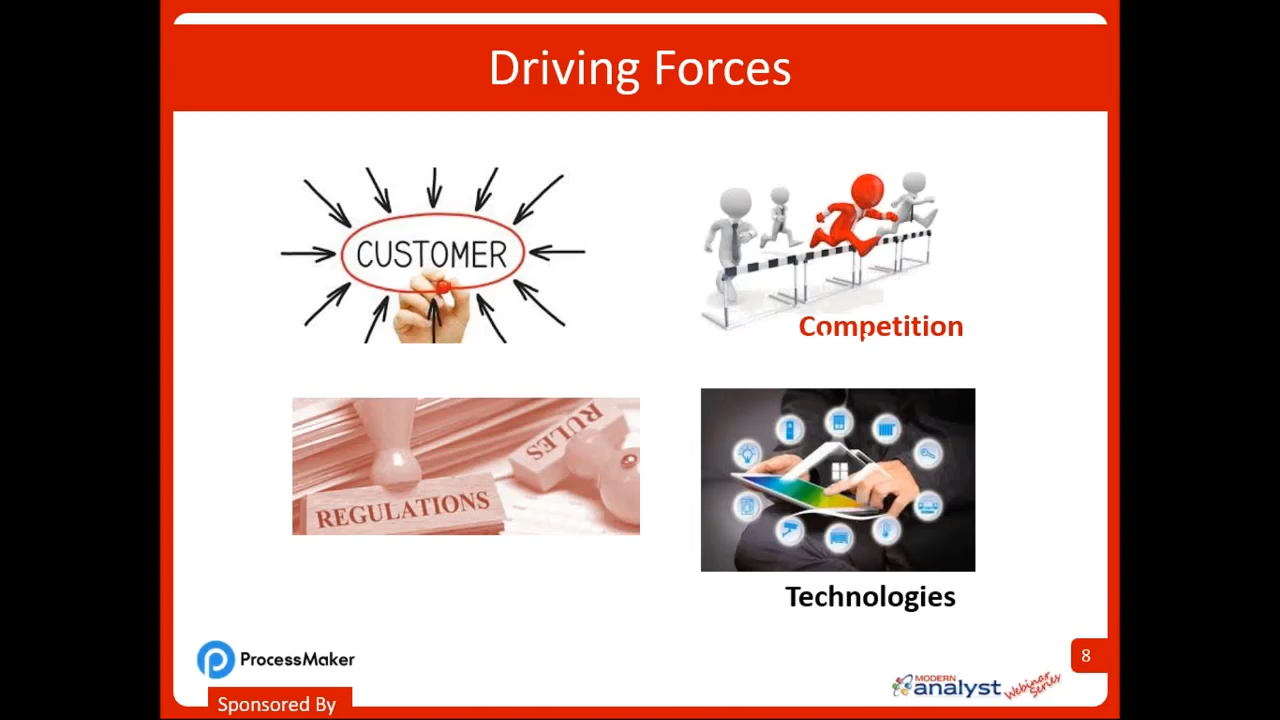 Driving Forces
CUSTOMER
Competition
RULES
REGULATIONS
Technologies
ProcessMaker
8
MODERN
analyst
Webinar
Series
Sponsored By